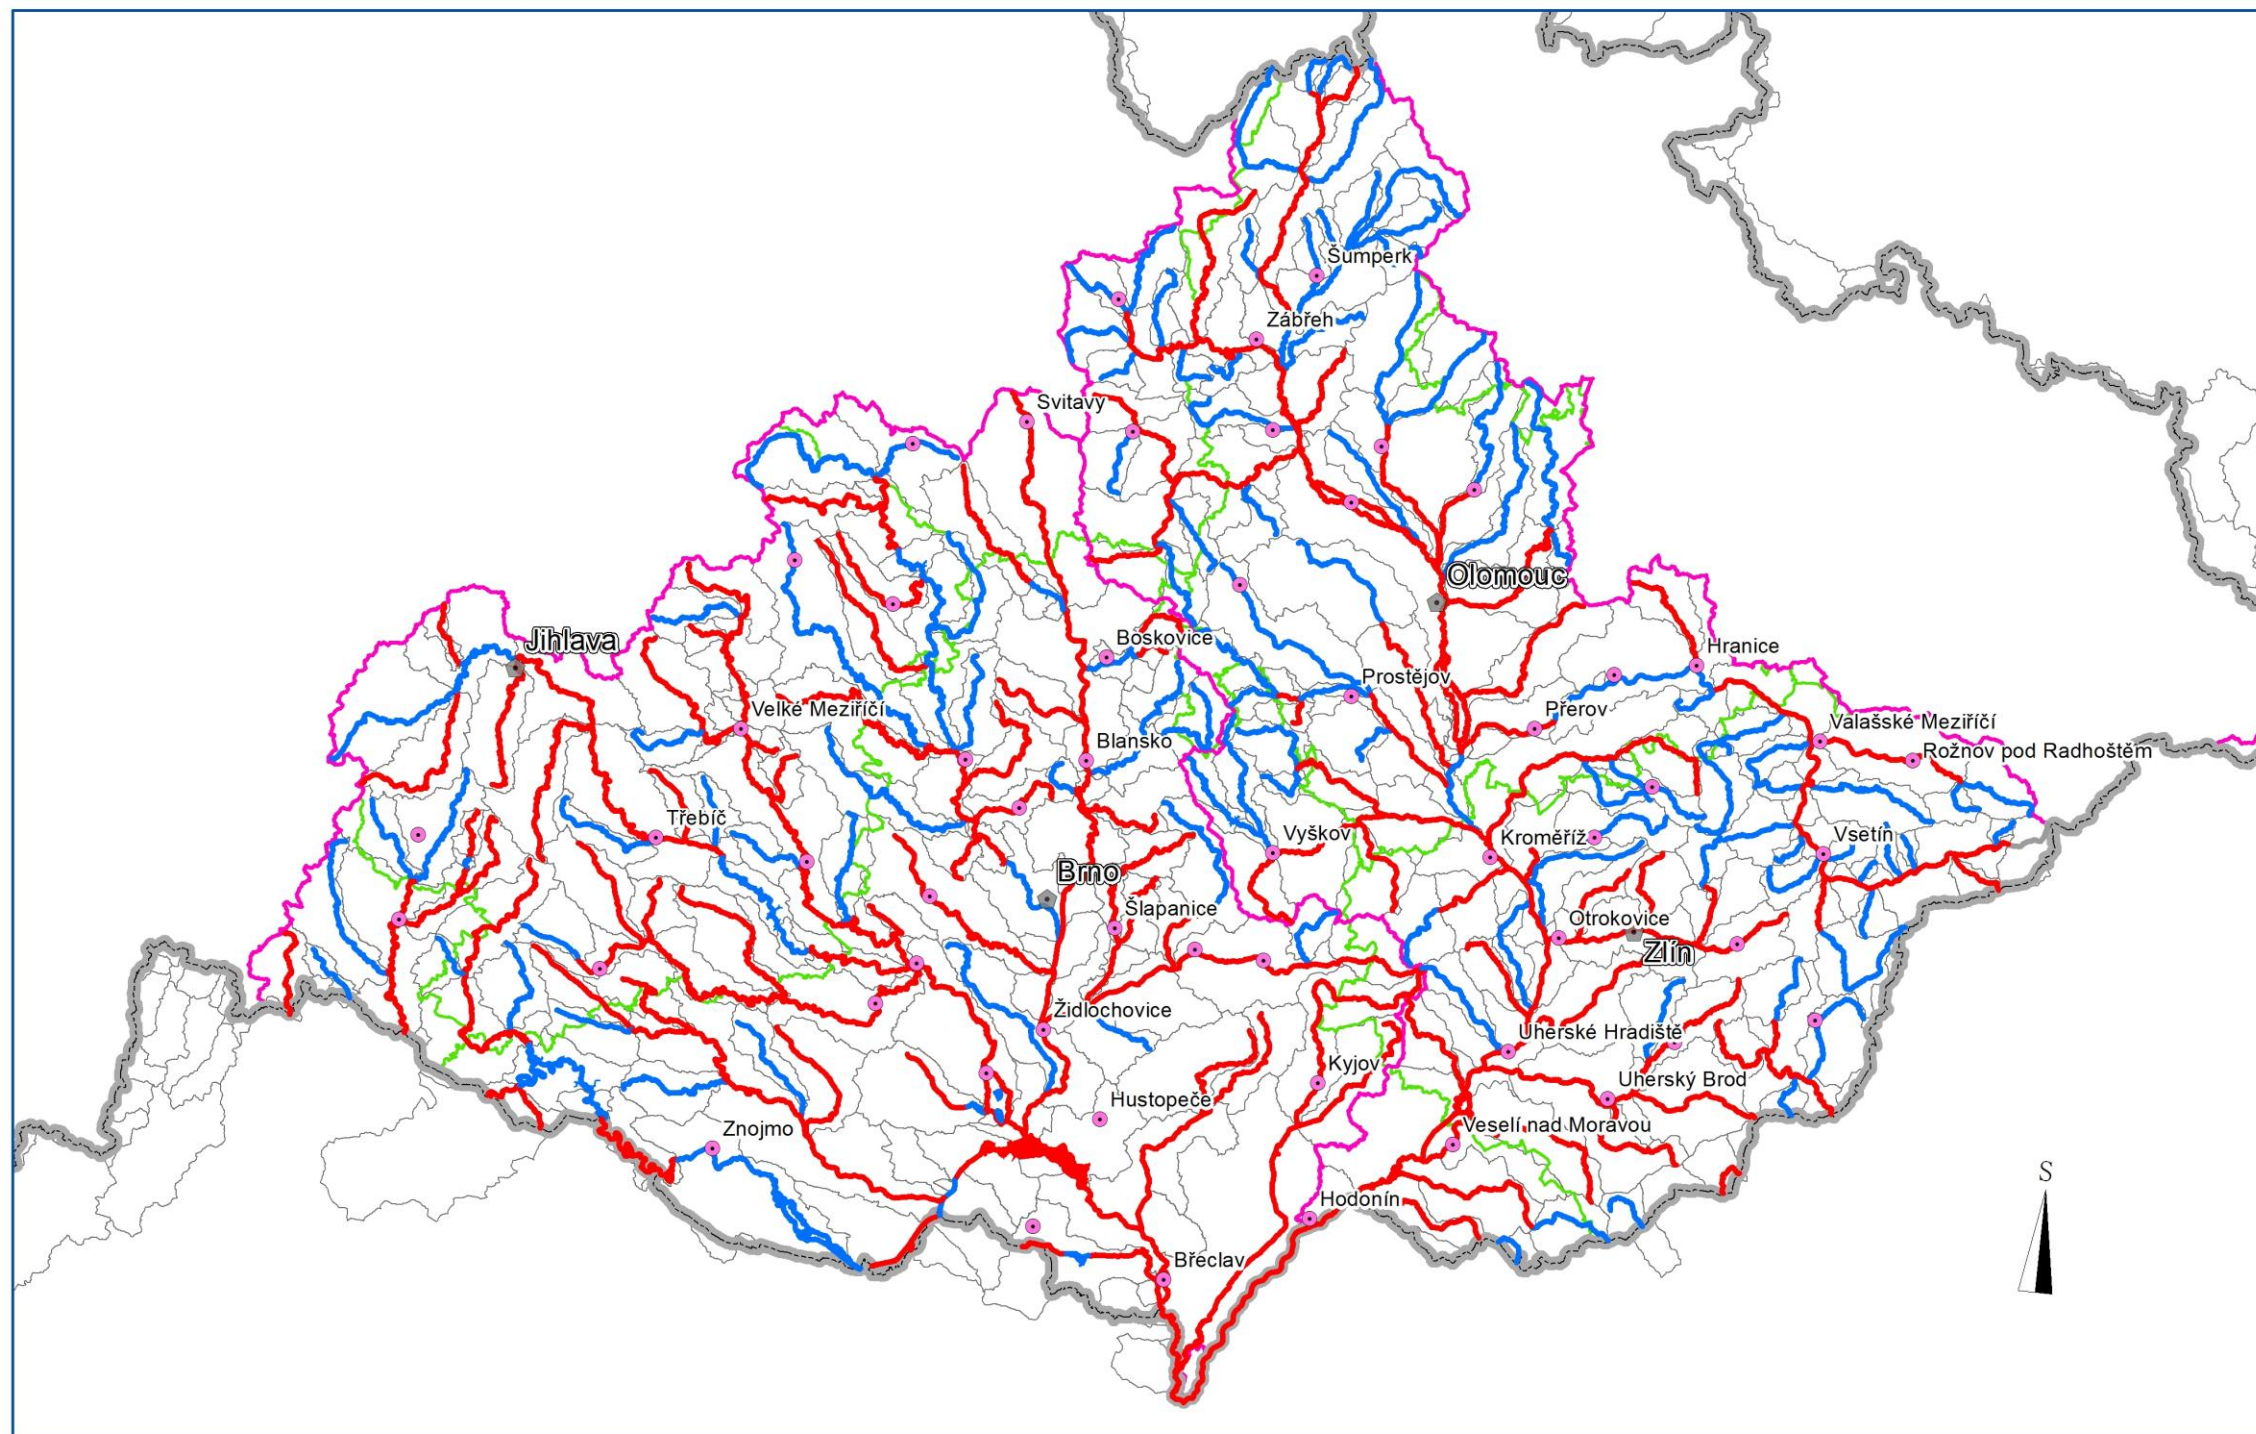 Šumperk
Zábřeh
Svitavy
Olomouc
Jihlava
Boskovice
Hranice
Prostějov
Velké Meziříčí
Přerov
Valašské Meziříčí
Blansko
Rožnov pod Radhoštěm
Třebíč
Vyškov
Kroměříž
Vsetín
Brno
Šlapanice
Otrokovice
Zlín
Židlochovice
Uherské Hradiště
Kyjov
Uherský Brod
Hustopeče
Znojmo
Veselí nad Moravou
S
Hodonín
Břeclav